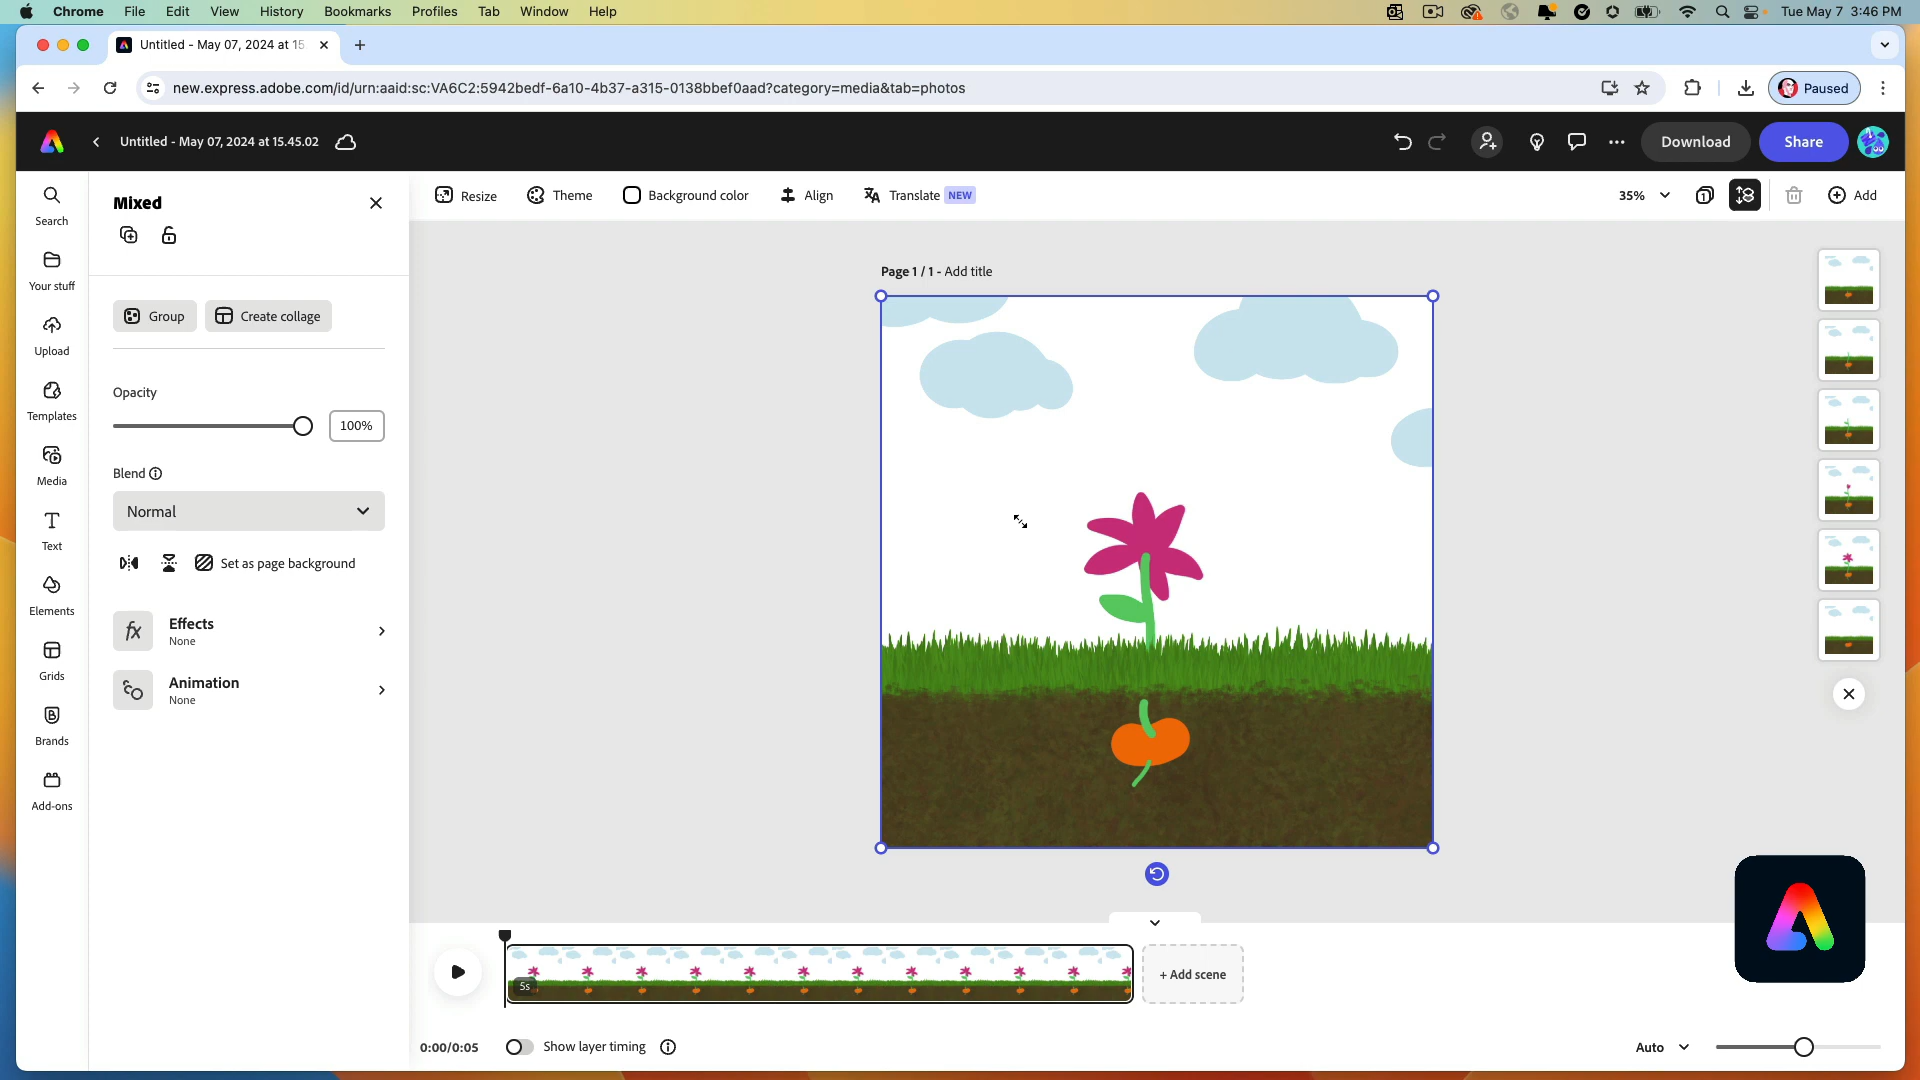 Chrome File Edit View History Bookmarks Profiles Tab Window Help Tue May 7 3:46 PM
Untitled - May 07, 2024 at 15
new.express.adobe.com/id/urn:aaid:sc:VA6C2:5942bedf-6a10-4b37-a315-0138bbef0aad?category=media&tab=photos Paused
Untitled - May 07, 2024 at 15.45.02 Download Share
Search
Your stuff
Upload
Templates
Media
Text
Elements
Grids
Brands
Add-ons
Mixed
Group Create collage
Opacity
100%
Blend
Normal
Set as page background
Effects
None
Animation
None
Resize Theme Background color Align Translate NEW 35% 1 Add
Page 1 / 1 - Add title
5s
+ Add scene
0:00/0:05 Show layer timing Auto